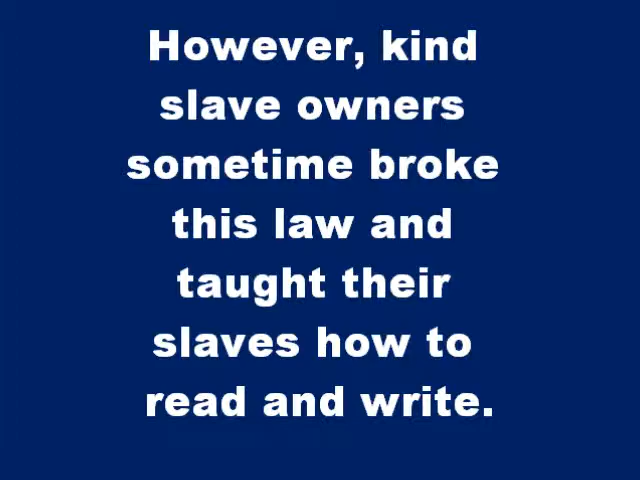 However, kind
slave owners
sometime broke
this law and
taught their
slaves how to
read and write.